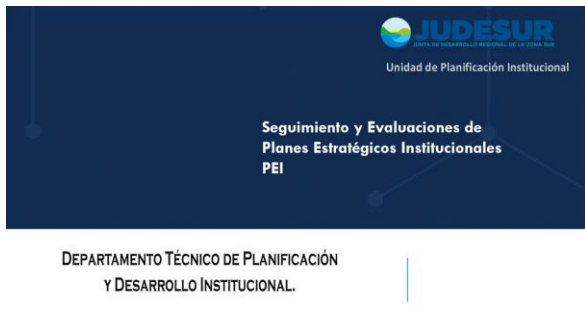 JUDESUR
JUNTA DE DESARROLLO REGIONAL DE LA ZONA SUR
Unidad de Planificación Institucional
Seguimiento y Evaluaciones de
Planes Estratégicos Institucionales
PEI
DEPARTAMENTO TÉCNICO DE PLANIFICACIÓN
Y DESARROLLO INSTITUCIONAL.